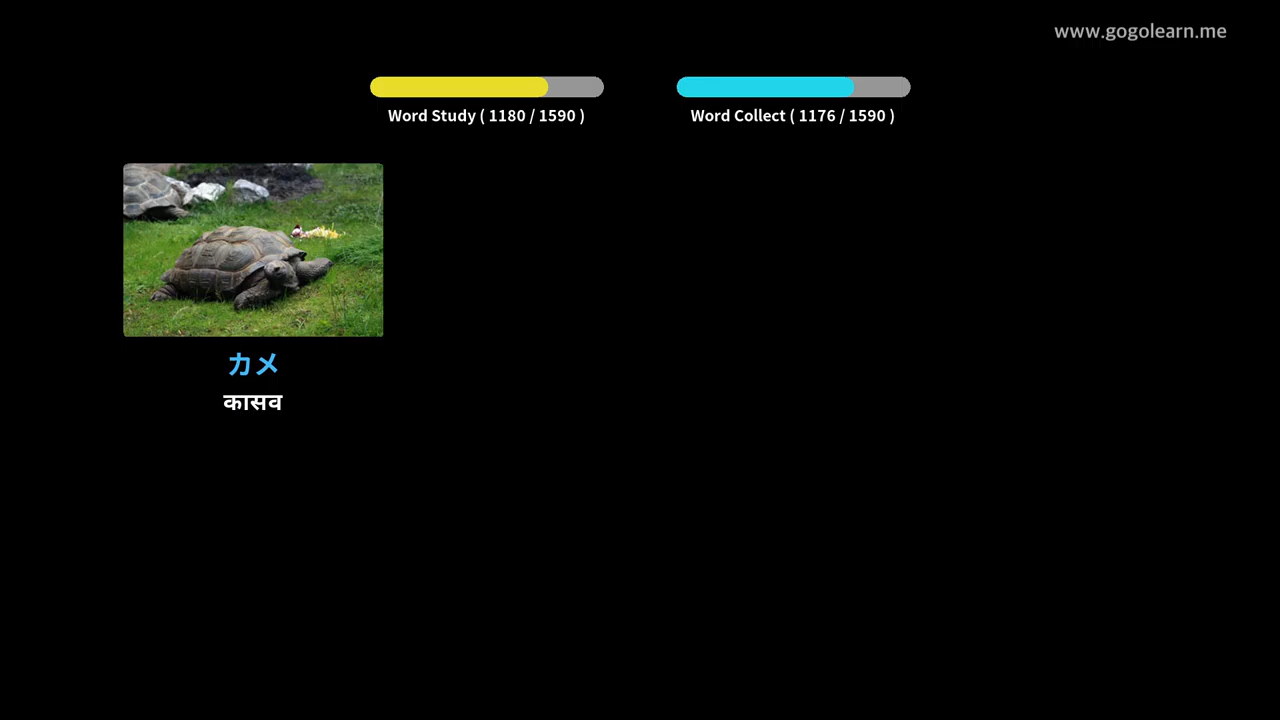 www.gogolearn.me
Word Study ( 1180 / 1590 )
Word Collect ( 1176 / 1590 )
カメ
कासव